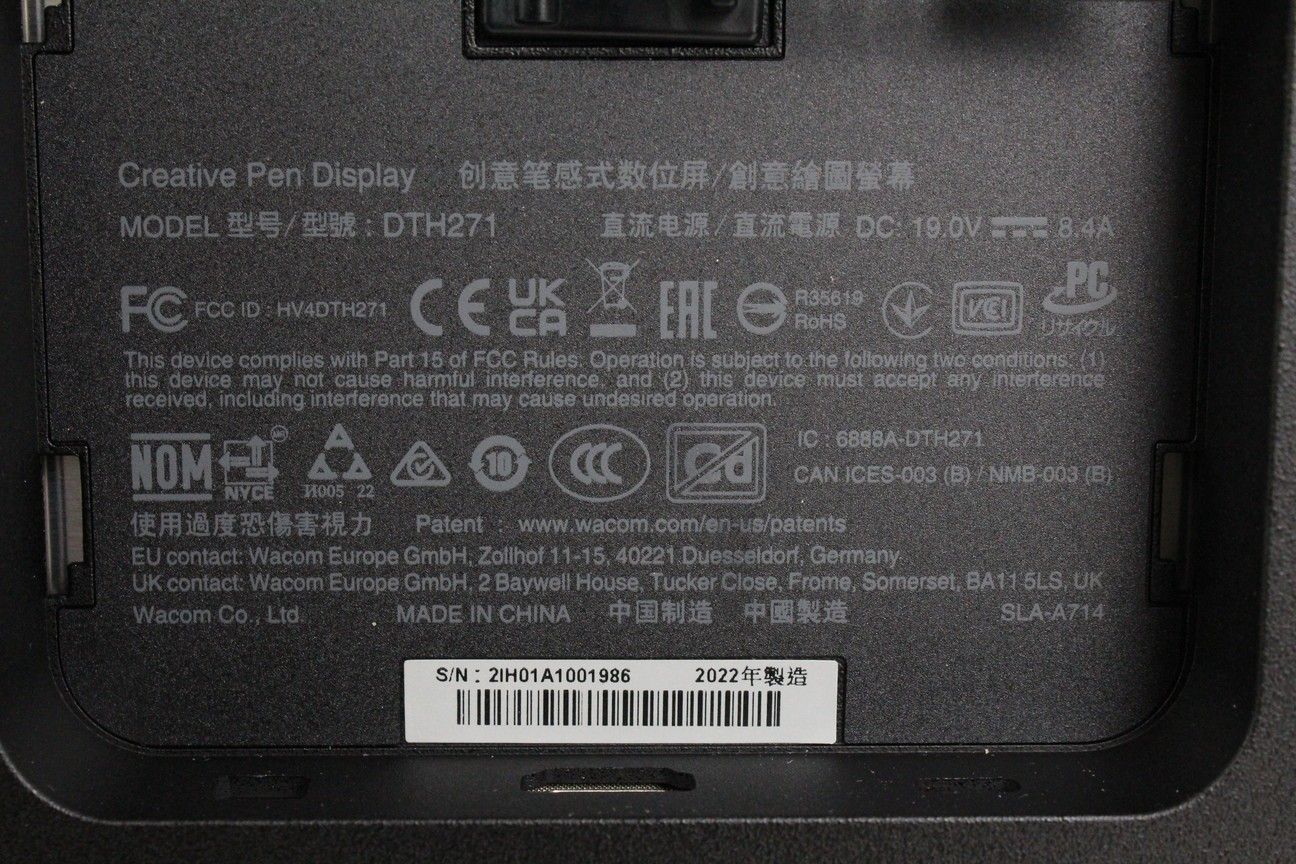 Creative Pen Display 创意笔感式数位屏/創意繪圖螢幕
MODEL 型号/型號 : DTH271 直流电源/直流電源 DC: 19.0V 8.4A
FC FCC ID : HV4DTH271 CE UK CA EAC R35619 RoHS VCCI PC リサイクル
This device complies with Part 15 of FCC Rules. Operation is subject to the following two conditions. (1)
this device may not cause harmful interference. and (2) this device must accept any interference
received, including interference that may cause undesired operation.
NOM NYCE И005 22 10 CCC IC : 6888A-DTH271
CAN ICES-003 (B) / NMB-003 (B)
使用過度恐傷害視力 Patent : www.wacom.com/en-us/patents
EU contact: Wacom Europe GmbH, Zollhof 11-15, 40221 Duesseldorf, Germany
UK contact: Wacom Europe GmbH, 2 Baywell House, Tucker Close, Frome, Somerset, BA11 5LS, UK
Wacom Co., Ltd. MADE IN CHINA 中国制造 中國製造 SLA-A714
S/N : 2IH01A1001986 2022年製造